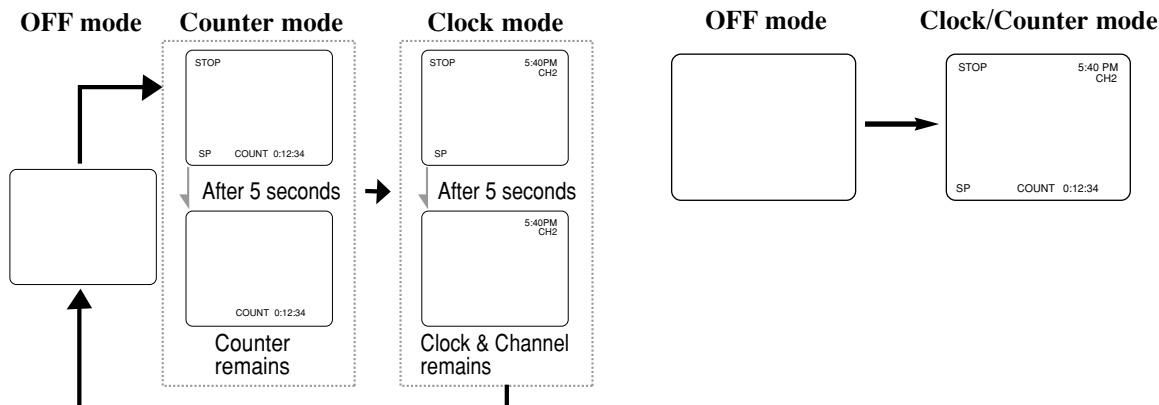 OFF mode
Counter mode
Clock mode
STOP
SP COUNT 0:12:34
After 5 seconds
COUNT 0:12:34
Counter
remains
STOP 5:40PM
CH2
SP
After 5 seconds
5:40PM
CH2
Clock & Channel
remains
OFF mode
Clock/Counter mode
STOP 5:40 PM
CH2
SP COUNT 0:12:34